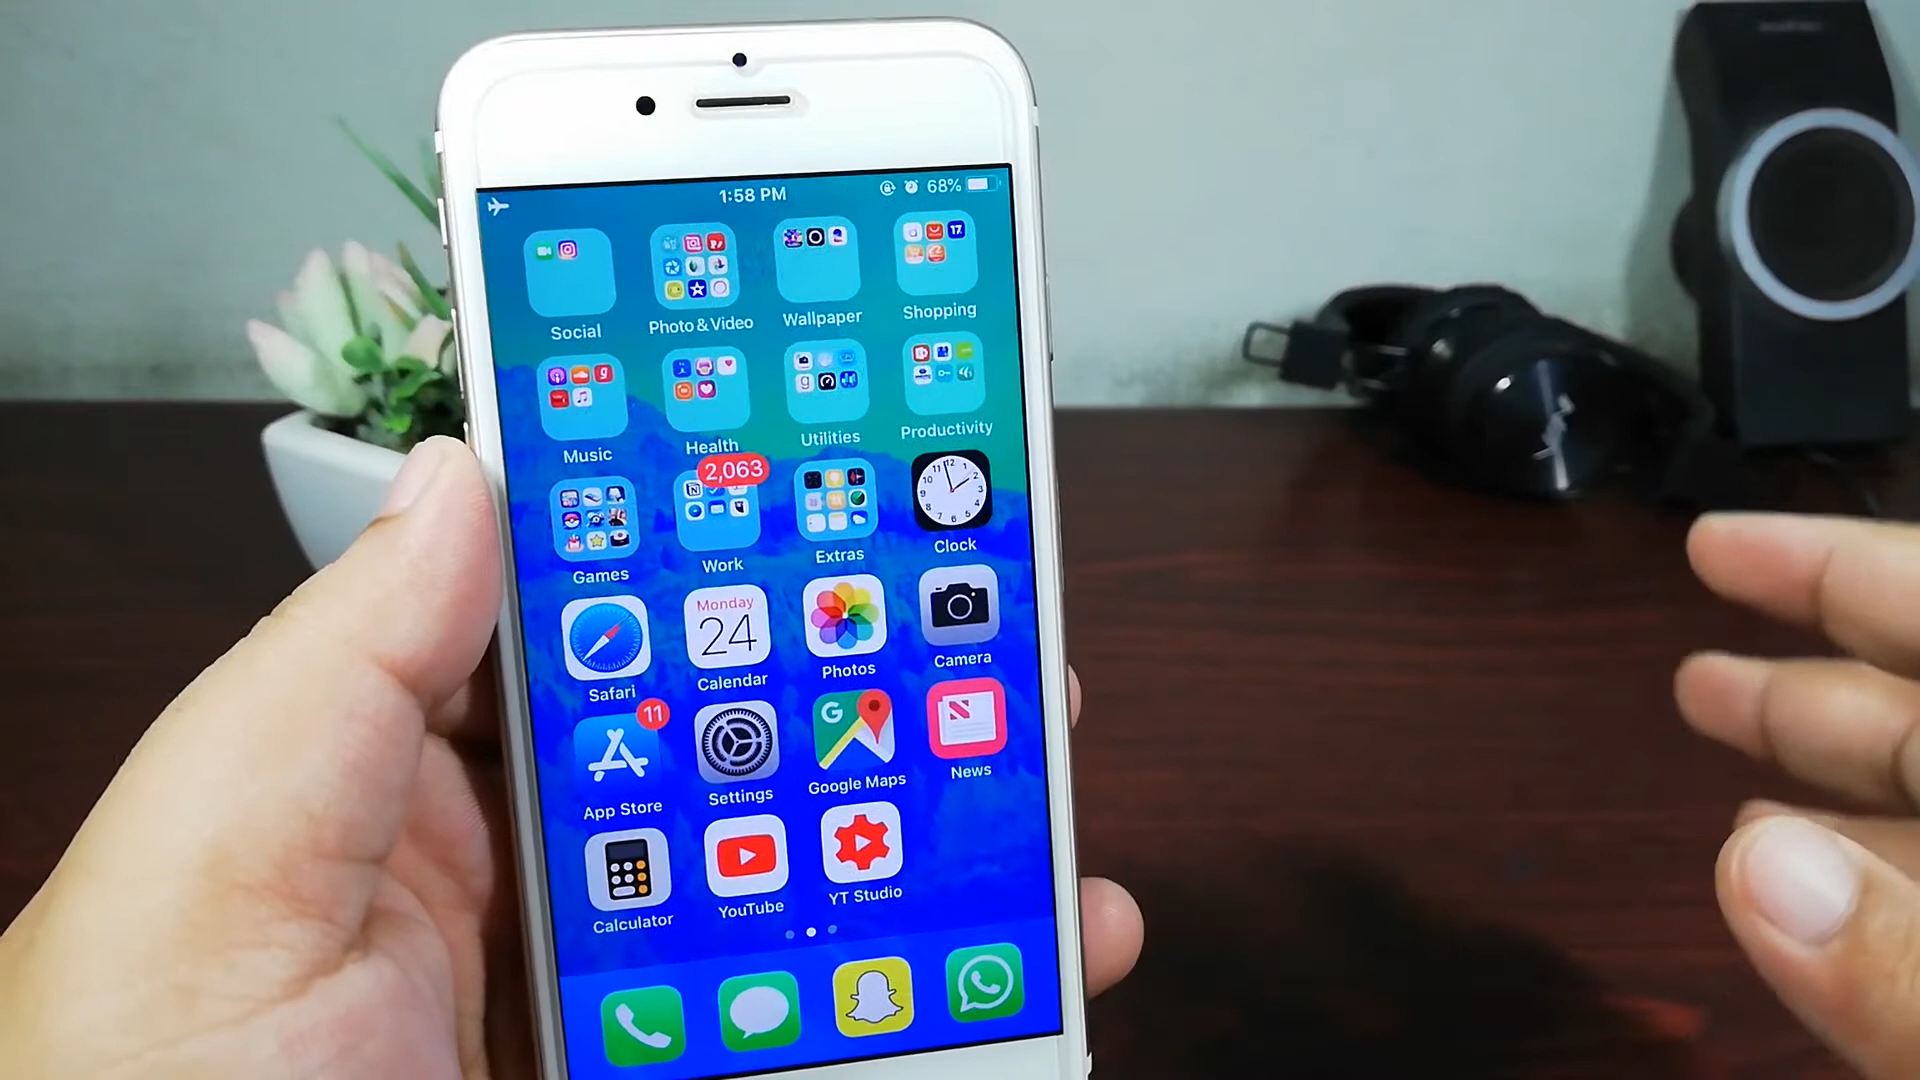 1:58 PM 68%
Social Photo & Video Wallpaper Shopping
Music Health Utilities Productivity
2,063
Games Work Extras Clock
Monday
24
Safari Calendar Photos Camera
11
App Store Settings Google Maps News
Calculator YouTube YT Studio